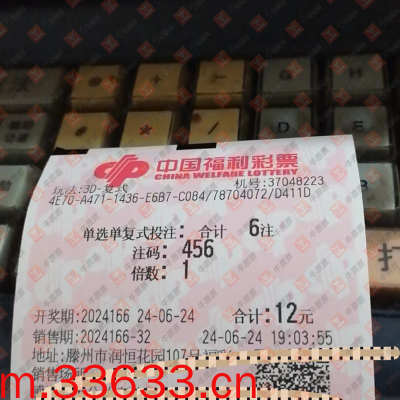 中国福利彩票
CHINA WELFARE LOTTERY
玩法:3D-复式 机号:37048223
4E70-A471-1436-E6B7-C084/78704072/D411D
单选单复式投注: 合计 6注
注码: 456
倍数: 1
开奖期:2024166 24-06-24 合计:12元
销售期:2024166-32 24-06-24 19:03:55
地址:滕州市润恒花园107号
销售
m.33633.cn